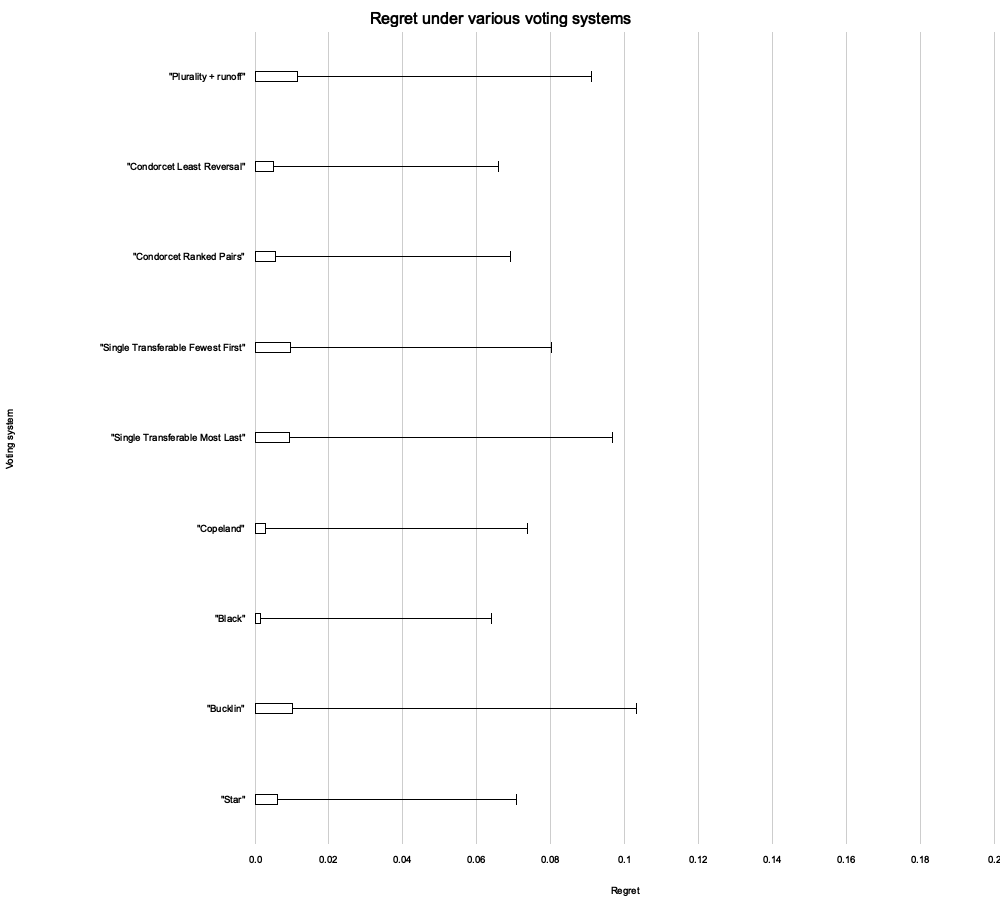 Regret under various voting systems
"Plurality + runoff"
"Condorcet Least Reversal"
"Condorcet Ranked Pairs"
"Single Transferable Fewest First"
"Single Transferable Most Last"
"Copeland"
"Black"
"Bucklin"
"Star"
Voting system
0.0 0.02 0.04 0.06 0.08 0.1 0.12 0.14 0.16 0.18 0.2
Regret